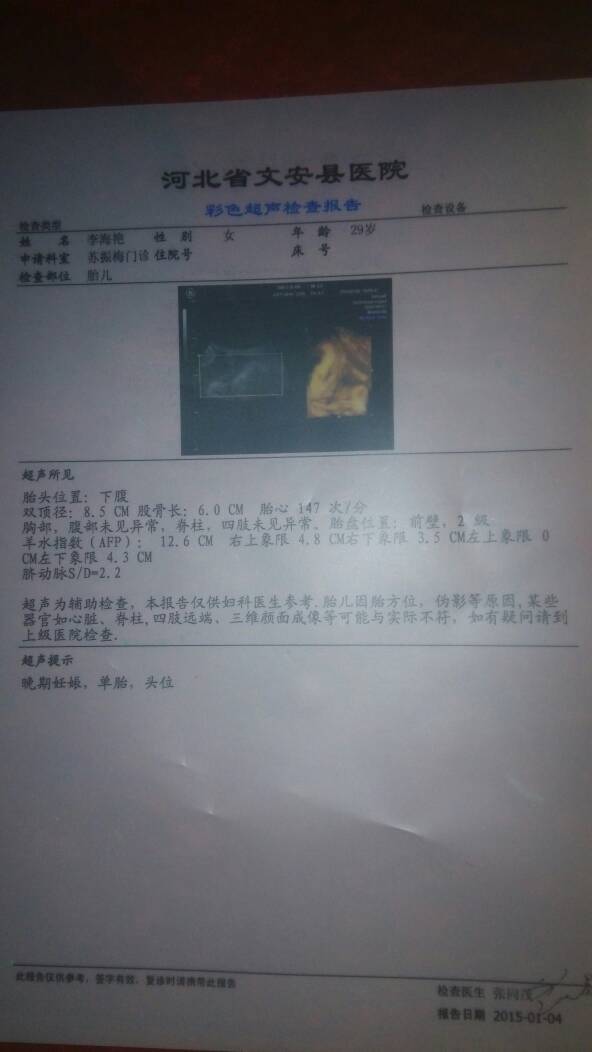 河北省文安县医院
彩色超声检查报告
检查类型 检查设备
姓 名 李海艳 性 别 女 年 龄 29岁
申请科室 苏振梅门诊 住院号 床 号
检查部位 胎儿
超声所见
胎头位置：下腹
双顶径：8.5 CM 股骨长：6.0 CM 胎心 147 次/分
胸部，腹部未见异常，脊柱，四肢未见异常。胎盘位置：前壁，2 级
羊水指数（AFP）： 12.6 CM 右上象限 4.8 CM右下象限 3.5 CM左上象限 0
CM左下象限 4.3 CM
脐动脉S/D=2.2
超声为辅助检查，本报告仅供妇科医生参考.胎儿因胎方位，伪影等原因,某些
器官如心脏、脊柱,四肢远端、三维颜面成像等可能与实际不符，如有疑问请到
上级医院检查.
超声提示
晚期妊娠，单胎，头位
此报告仅供参考，签字有效，复诊时请携带此报告
检查医生
报告日期 2015-01-04